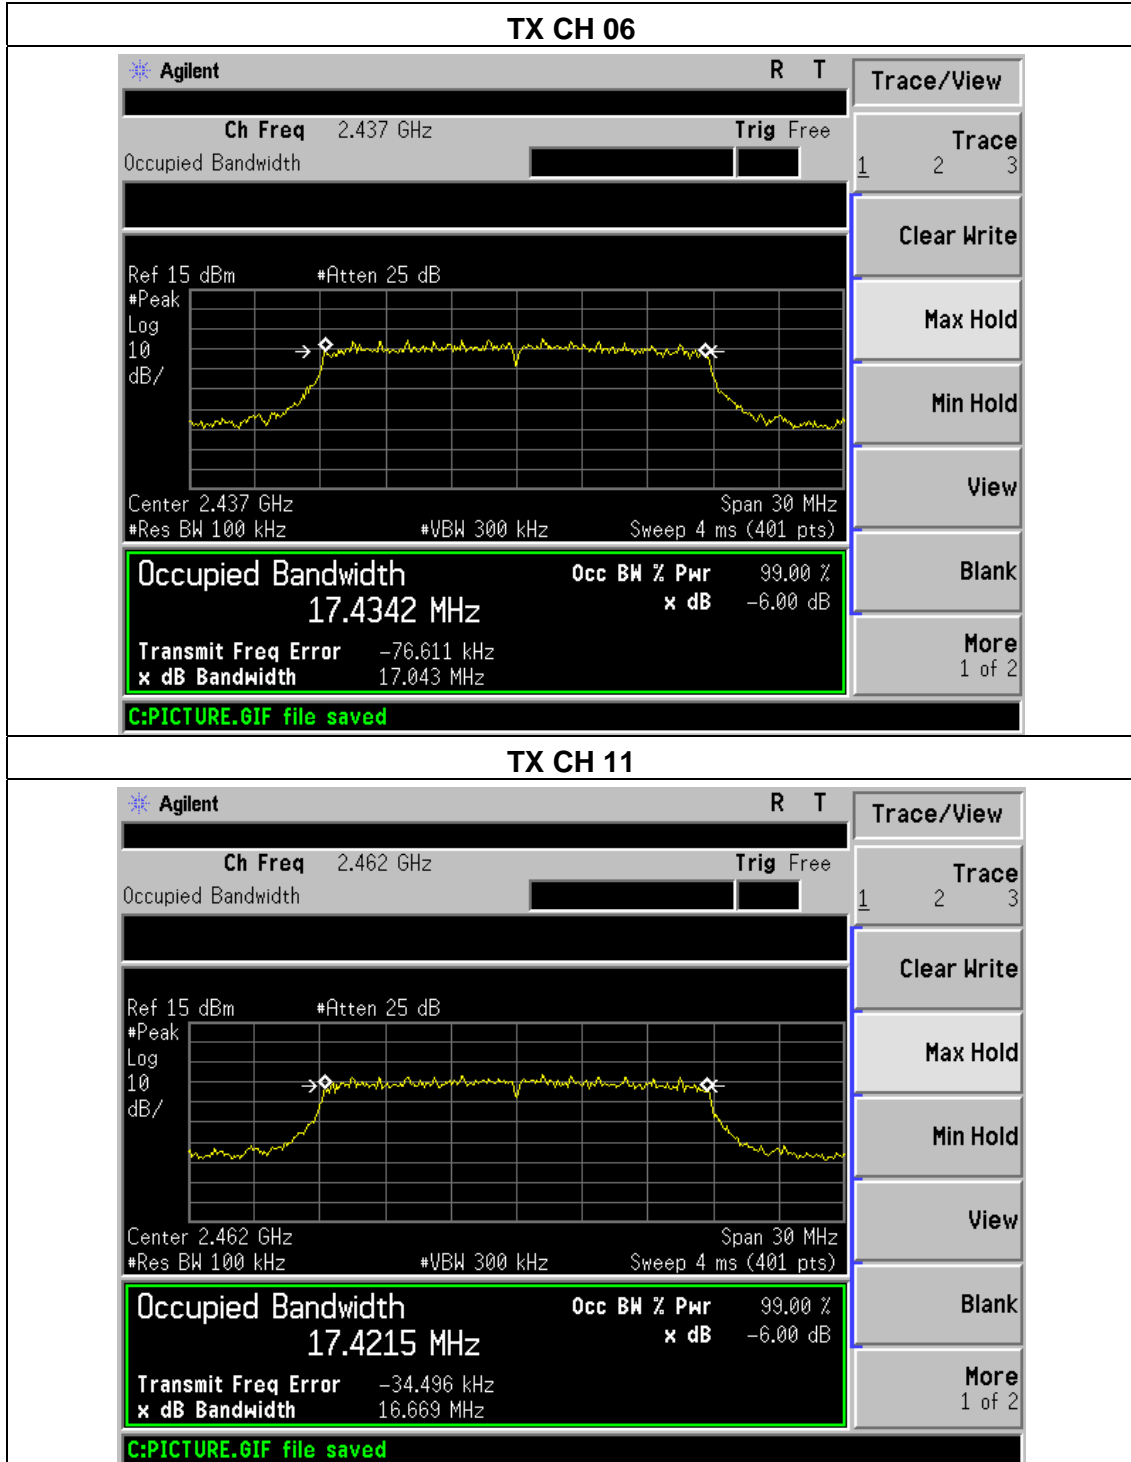 TX CH 06
Agilent R T
Trace/View
Ch Freq 2.437 GHz Trig Free
Occupied Bandwidth
Trace
1 2 3
Clear Write
Ref 15 dBm #Atten 25 dB
#Peak
Log
10
dB/
Max Hold
Min Hold
View
Center 2.437 GHz Span 30 MHz
#Res BW 100 kHz #VBW 300 kHz Sweep 4 ms (401 pts)
Occupied Bandwidth Occ BW % Pwr 99.00 %
17.4342 MHz x dB -6.00 dB
Blank
Transmit Freq Error -76.611 kHz
x dB Bandwidth 17.043 MHz
More
1 of 2
C:PICTURE.GIF file saved
TX CH 11
Agilent R T
Trace/View
Ch Freq 2.462 GHz Trig Free
Occupied Bandwidth
Trace
1 2 3
Clear Write
Ref 15 dBm #Atten 25 dB
#Peak
Log
10
dB/
Max Hold
Min Hold
View
Center 2.462 GHz Span 30 MHz
#Res BW 100 kHz #VBW 300 kHz Sweep 4 ms (401 pts)
Occupied Bandwidth Occ BW % Pwr 99.00 %
17.4215 MHz x dB -6.00 dB
Blank
Transmit Freq Error -34.496 kHz
x dB Bandwidth 16.669 MHz
More
1 of 2
C:PICTURE.GIF file saved